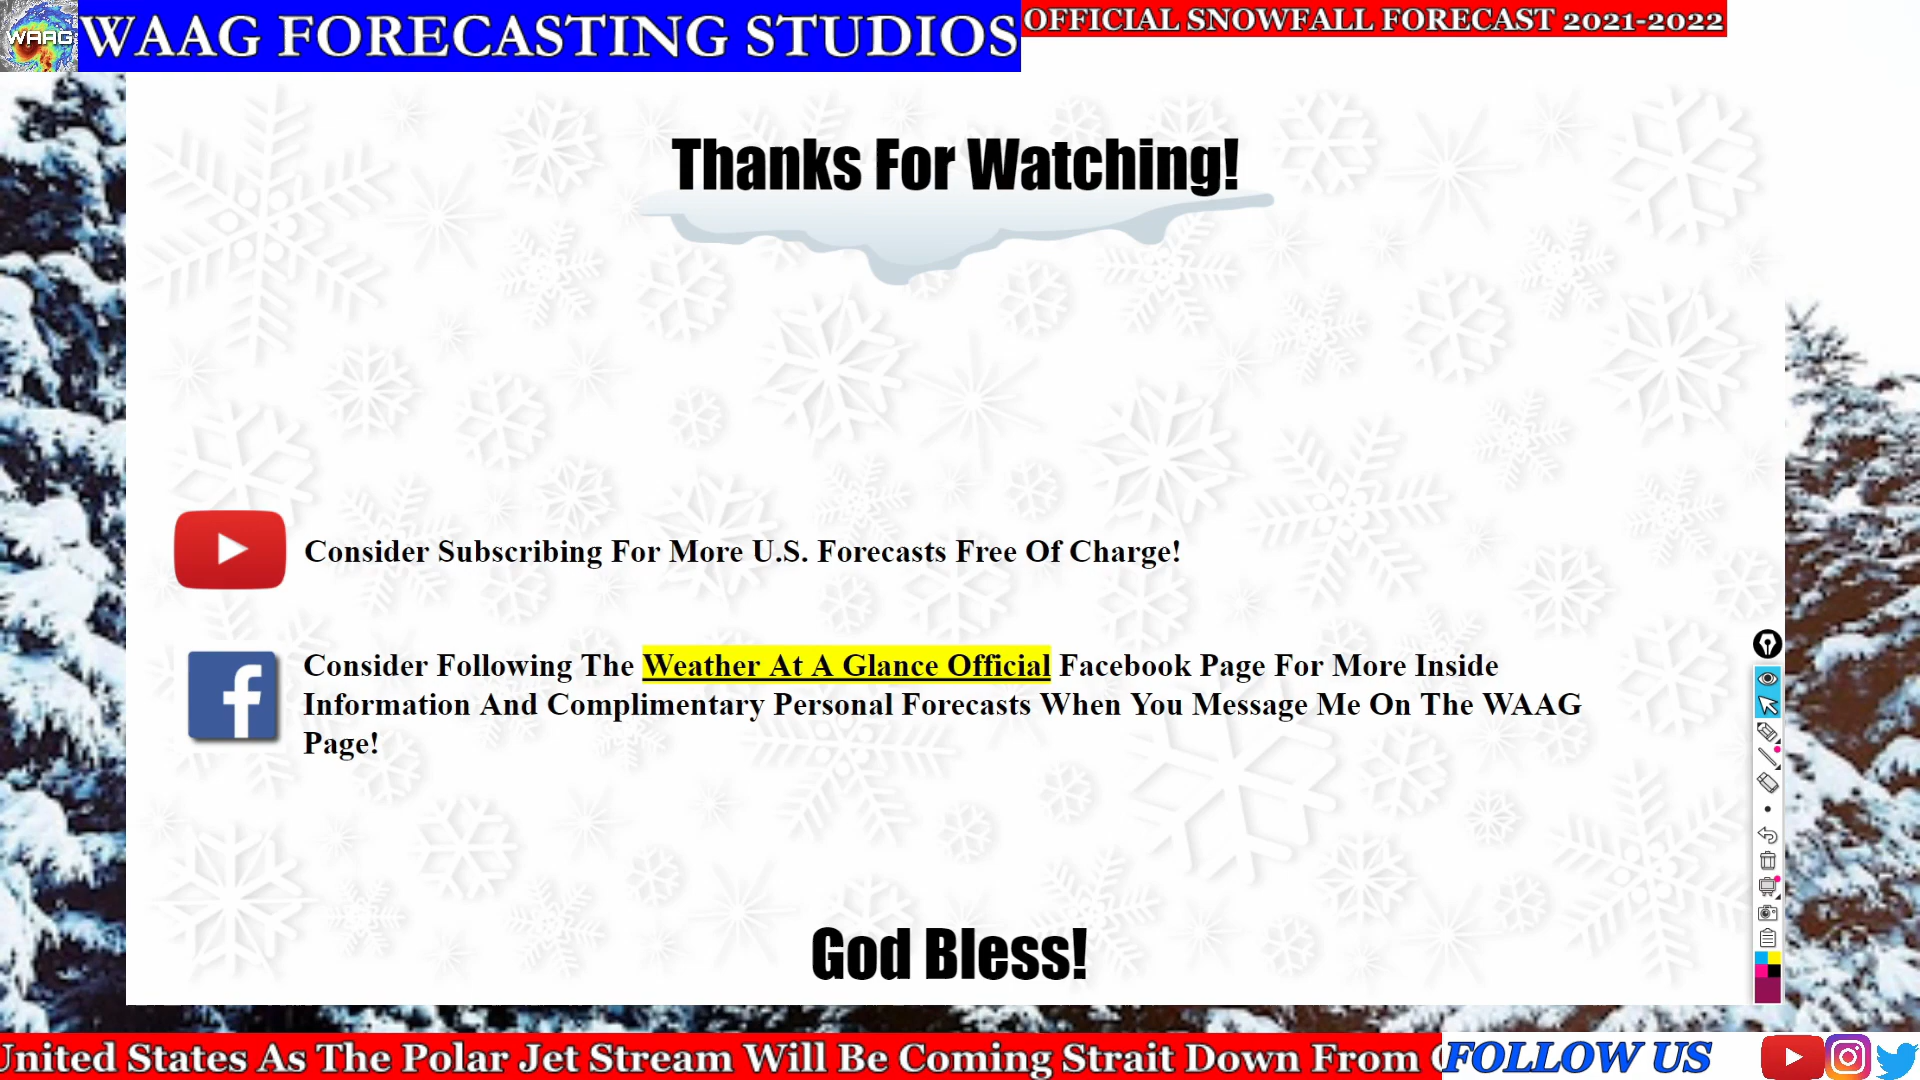 WAAG
WAAG FORECASTING STUDIOS
OFFICIAL SNOWFALL FORECAST 2021-2022
Thanks For Watching!
Consider Subscribing For More U.S. Forecasts Free Of Charge!
Consider Following The Weather At A Glance Official Facebook Page For More Inside
Information And Complimentary Personal Forecasts When You Message Me On The WAAG
Page!
God Bless!
United States As The Polar Jet Stream Will Be Coming Strait Down From
FOLLOW US